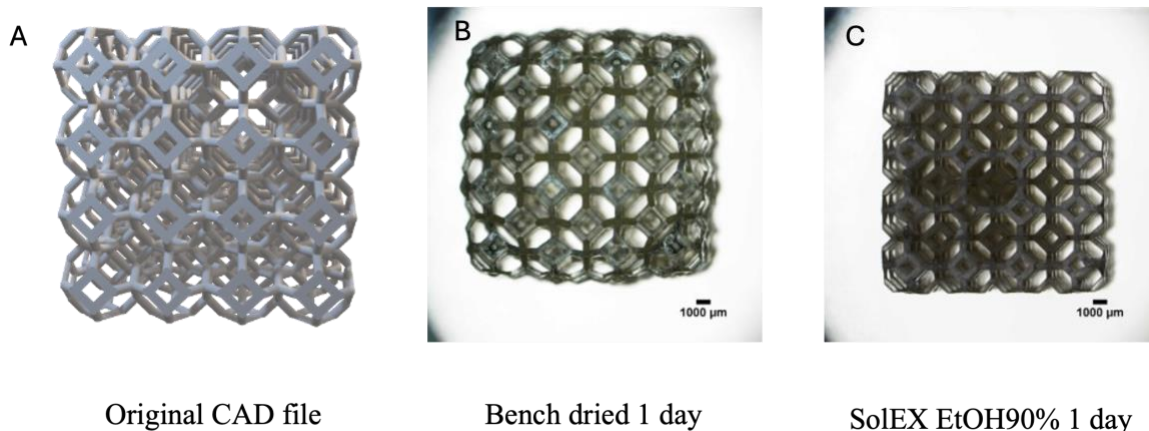 A
B
C
1000 µm
1000 µm
Original CAD file
Bench dried 1 day
SolEX EtOH90% 1 day